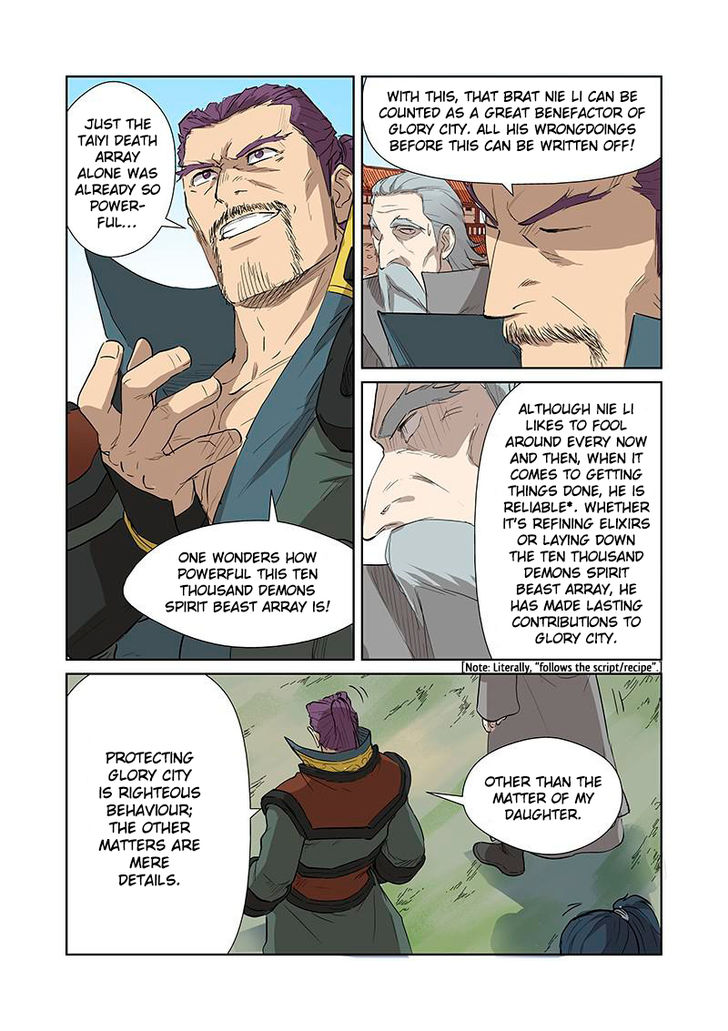 JUST THE
TAIYI DEATH
ARRAY
ALONE WAS
ALREADY SO
POWER-
FUL...
ONE WONDERS HOW
POWERFUL THIS TEN
THOUSAND DEMONS
SPIRIT BEAST ARRAY IS!
WITH THIS, THAT BRAT NIE LI CAN BE
COUNTED AS A GREAT BENEFACTOR OF
GLORY CITY. ALL HIS WRONGDOINGS
BEFORE THIS CAN BE WRITTEN OFF!
ALTHOUGH NIE LI
LIKES TO FOOL
AROUND EVERY NOW
AND THEN, WHEN IT
COMES TO GETTING
THINGS DONE, HE IS
RELIABLE*. WHETHER
IT'S REFINING ELIXIRS
OR LAYING DOWN
THE TEN THOUSAND
DEMONS SPIRIT
BEAST ARRAY, HE
HAS MADE LASTING
CONTRIBUTIONS TO
GLORY CITY.
[Note: Literally, "follows the script/recipe".
PROTECTING
GLORY CITY
IS RIGHTEOUS
BEHAVIOUR;
THE OTHER
MATTERS ARE
MERE
DETAILS.
OTHER THAN THE
MATTER OF MY
DAUGHTER.